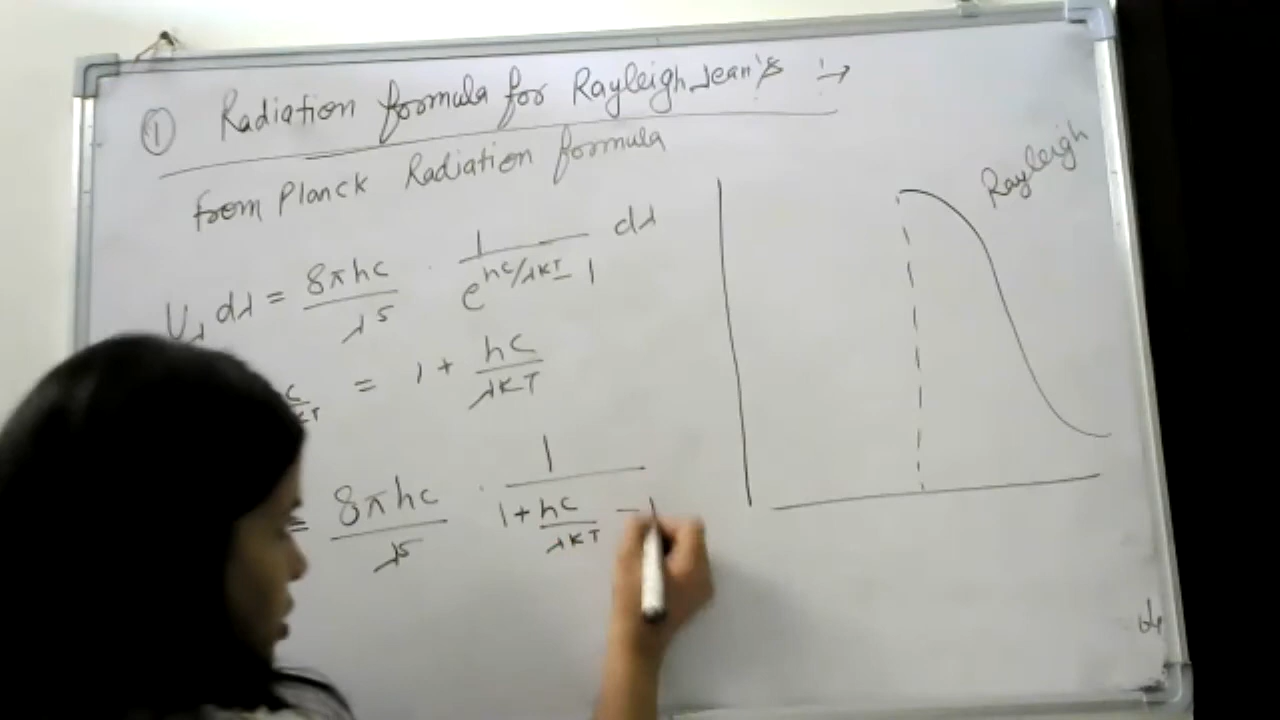 ① Radiation formula for Rayleigh Jean's :→
from Planck Radiation formula
Uλ dλ = 8πhc/λ⁵ . 1/(e^(hc/λKT) - 1) dλ
= 1 + hc/λKT
= 8πhc/λ⁵ . 1/(1 + hc/λKT - 1)
Rayleigh